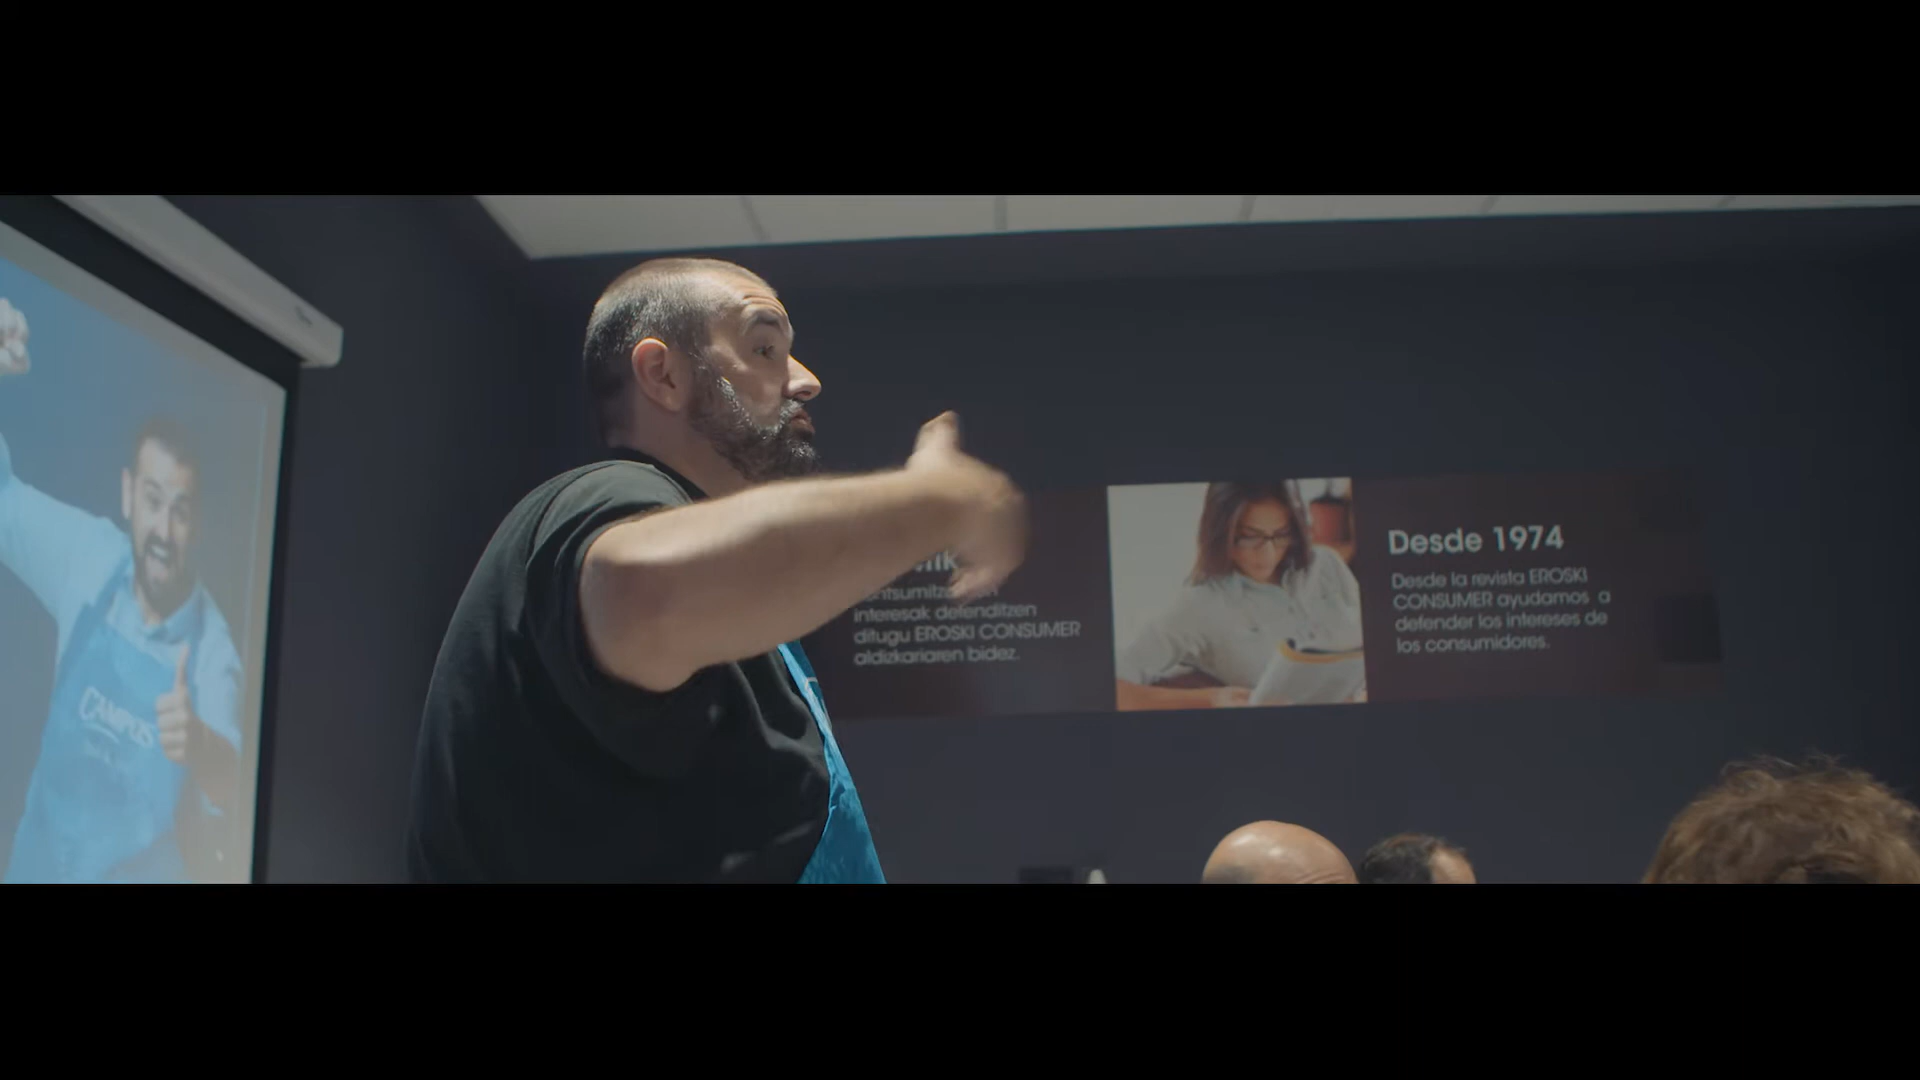 CAMPUS
interesak defenditzen
ditugu EROSKI CONSUMER
aldizkariaren bidez.
Desde 1974
Desde la revista EROSKI
CONSUMER ayudamos a
defender los intereses de
los consumidores.